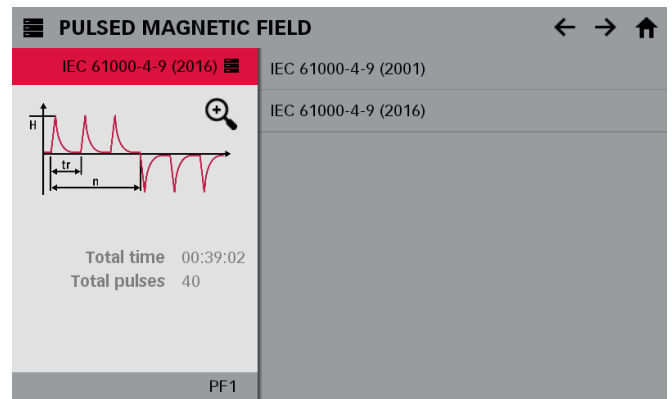 PULSED MAGNETIC FIELD
IEC 61000-4-9 (2016)
H
tr
n
Total time 00:39:02
Total pulses 40
PF1
IEC 61000-4-9 (2001)
IEC 61000-4-9 (2016)